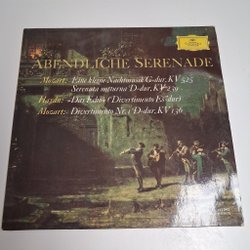 ABENDLICHE SERENADE
Mozart: Eine kleine Nachtmusik G-dur, KV 525
Serenata notturna D-dur, KV 239
Haydn: »Das Echo« (Divertimento Es-dur)
Mozart: Divertimento Nr. 1 D-dur, KV 136